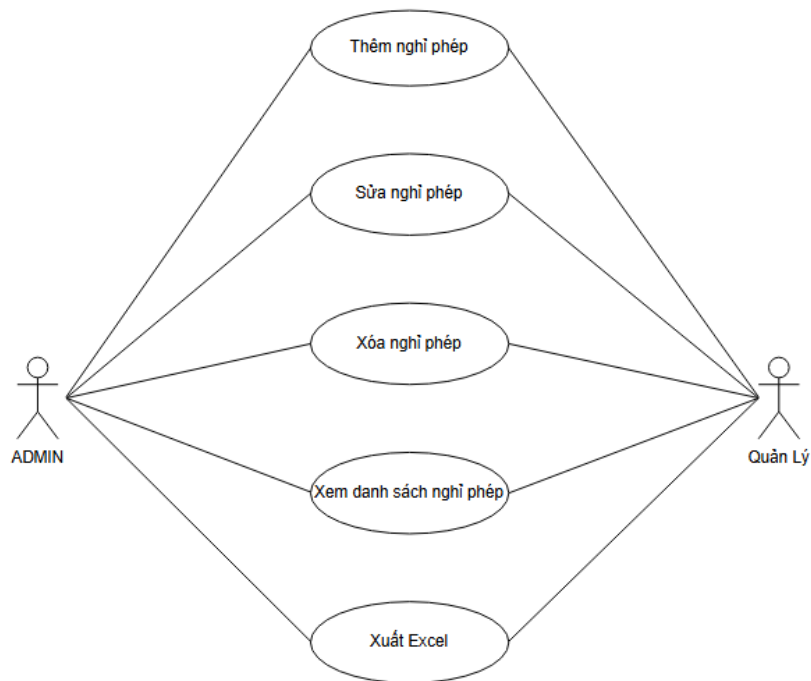 Thêm nghỉ phép
Sửa nghỉ phép
Xóa nghỉ phép
ADMIN
Quản Lý
Xem danh sách nghỉ phép
Xuất Excel